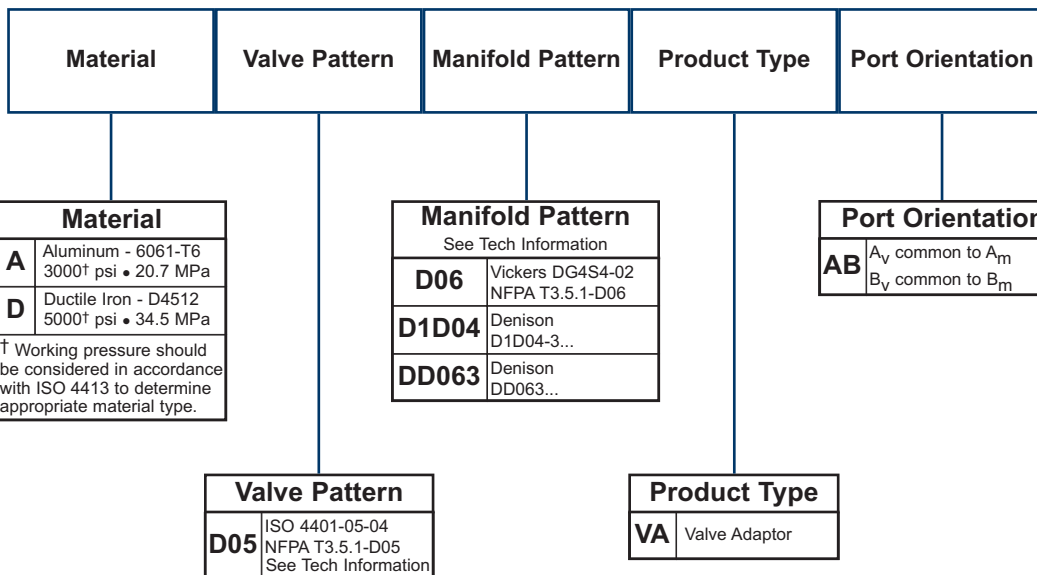 Material
Valve Pattern
Manifold Pattern
Product Type
Port Orientation
Material
A
Aluminum - 6061-T6
3000† psi • 20.7 MPa
D
Ductile Iron - D4512
5000† psi • 34.5 MPa
† Working pressure should
be considered in accordance
with ISO 4413 to determine
appropriate material type.
Manifold Pattern
See Tech Information
D06
Vickers DG4S4-02
NFPA T3.5.1-D06
D1D04
Denison
D1D04-3...
DD063
Denison
DD063...
Port Orientation
AB
Av common to Am
Bv common to Bm
Valve Pattern
D05
ISO 4401-05-04
NFPA T3.5.1-D05
See Tech Information
Product Type
VA
Valve Adaptor